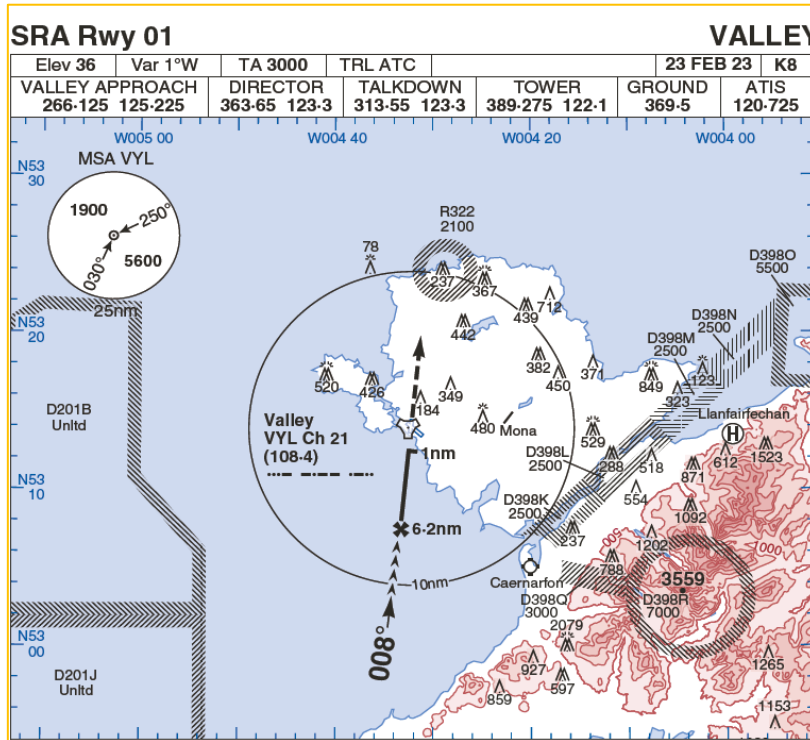 SRA Rwy 01 VALLEY
Elev 36 Var 1°W TA 3000 TRL ATC 23 FEB 23 K8
VALLEY APPROACH DIRECTOR TALKDOWN TOWER GROUND ATIS
266·125 125·225 363·65 123·3 313·55 123·3 389·275 122·1 369·5 120·725
W005 00 W004 40 W004 20 W004 00
MSA VYL
N53
30
1900
250°
5600
030°
25nm
R322
2100
78
237
367
439
712
D398O
5500
D398N
2500
D398M
2500
N53
20
442
382
450
371
849
123
323
520
426
184
349
480
Mona
529
Llanfairfechan
H
D201B
Unltd
Valley
VYL Ch 21
(108·4)
1nm
D398L
2500
288
518
612
1523
871
N53
10
D398K
2500
554
1092
6·2nm
237
500
1202
1000
788
10nm
Caernarfon
3559
D398Q
3000
D398R
7000
008°
2079
N53
00
927
597
859
1265
D201J
Unltd
1153